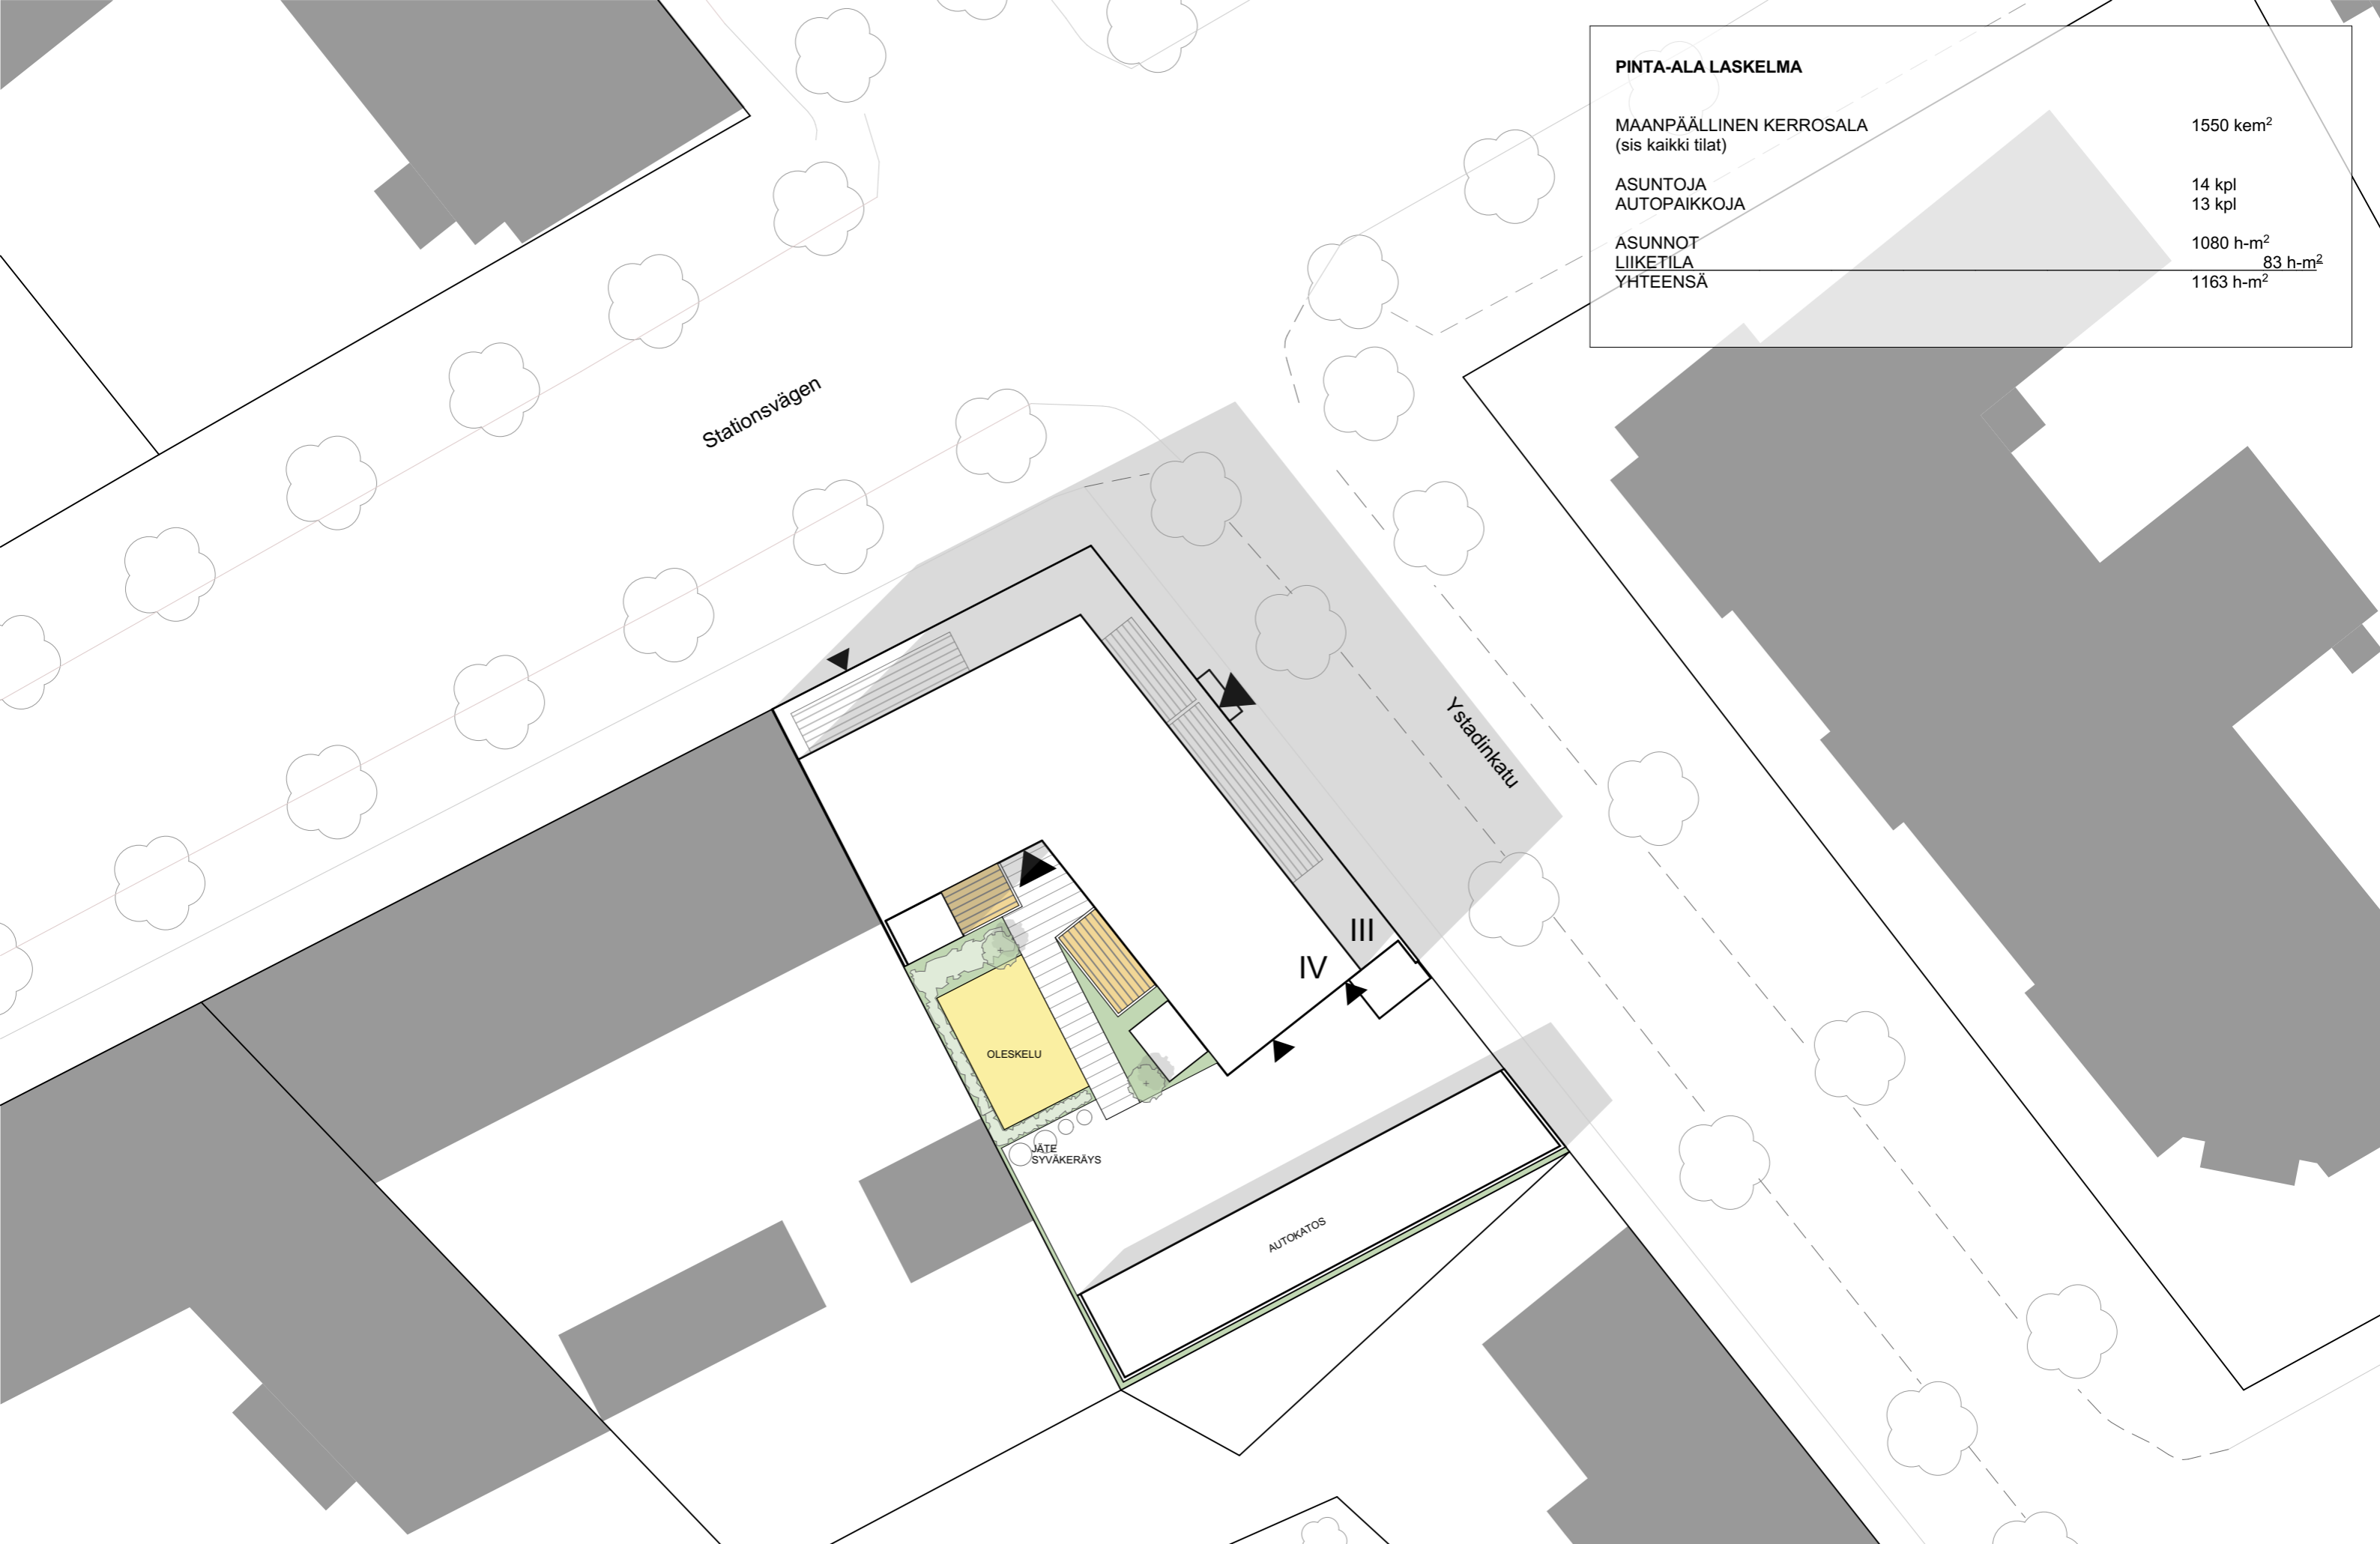 PINTA-ALA LASKELMA
MAANPÄÄLLINEN KERROSALA 1550 kem²
(sis kaikki tilat)
ASUNTOJA 14 kpl
AUTOPAIKKOJA 13 kpl
ASUNNOT 1080 h-m²
LIIKETILA 83 h-m²
YHTEENSÄ 1163 h-m²
Stationsvägen
Ystadinkatu
III
IV
OLESKELU
JÄTE
SYVÄKERÄYS
AUTOKATOS